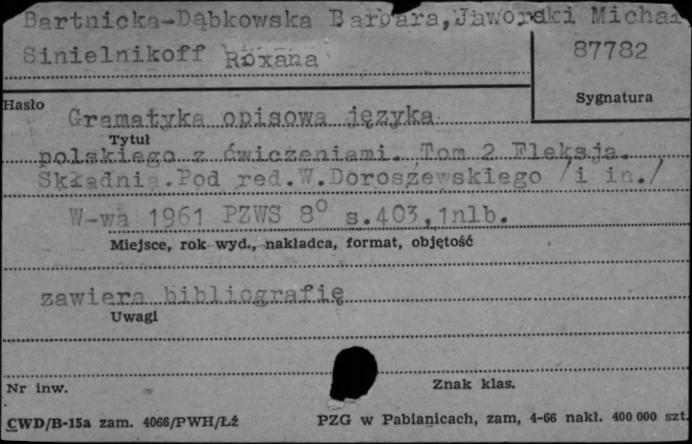 Bartnicka-Dąbkowska Barbara, Jaworski Michał
Sinielnikoff Roxana
87782
Hasło
Sygnatura
Gramatyka opisowa języka
Tytuł
polskiego z ćwiczeniami. Tom 2 Fleksja.
Składnia. Pod red. W. Doroszewskiego /i in./
W-wa 1961 PZWS 8° s.403, 1nlb.
Miejsce, rok wyd., nakładca, format, objętość
zawiera bibliografię
Uwagi
Nr inw.
Znak klas.
CWD/B-15a zam. 4066/PWH/Łź
PZG w Pabianicach, zam, 4-66 nakł. 400 000 szt.